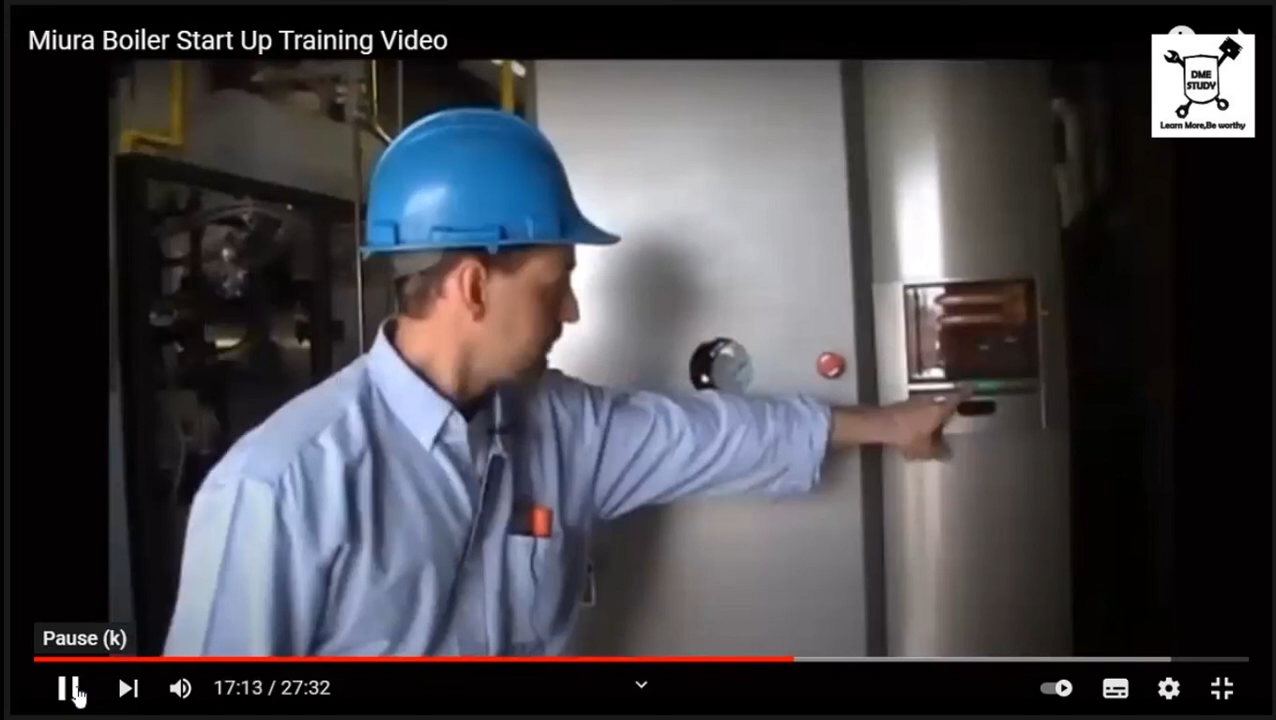 Miura Boiler Start Up Training Video
DME
STUDY
Learn More,Be worthy
Pause (k)
17:13 / 27:32